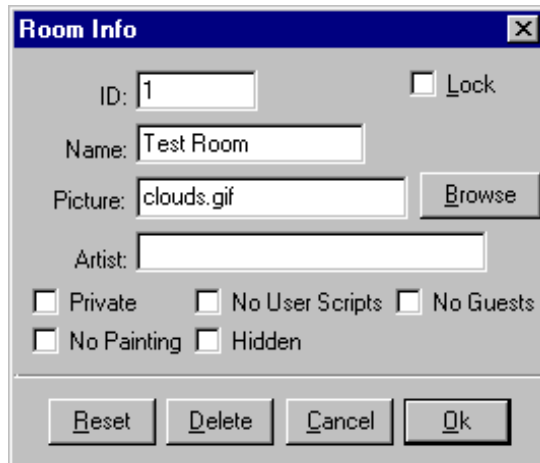 Room Info
ID: 1 Lock
Name: Test Room
Picture: clouds.gif Browse
Artist:
Private No User Scripts No Guests
No Painting Hidden
Reset Delete Cancel Ok